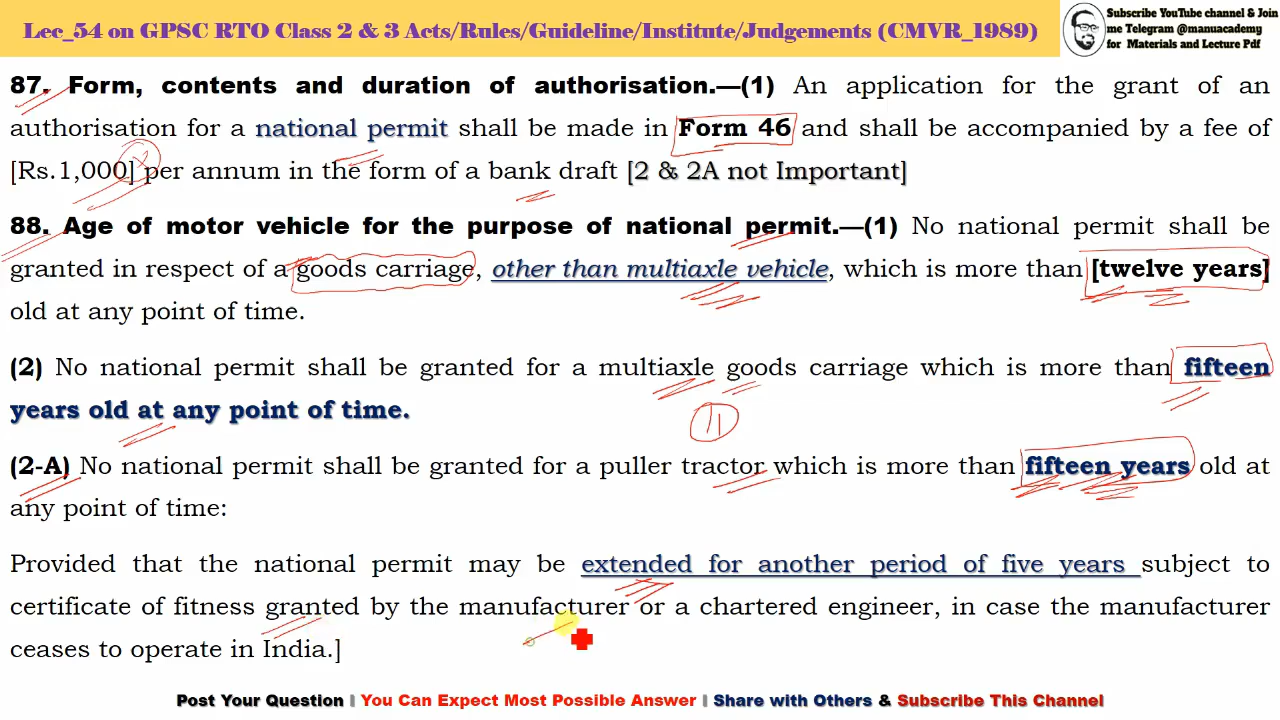 Lec_54 on GPSC RTO Class 2 & 3 Acts/Rules/Guideline/Institute/Judgements (CMVR_1989)
Subscribe YouTube channel & Join
me Telegram @manuacademy
for Materials and Lecture Pdf
87. Form, contents and duration of authorisation.—(1) An application for the grant of an
authorisation for a national permit shall be made in Form 46 and shall be accompanied by a fee of
[Rs.1,000] per annum in the form of a bank draft [2 & 2A not Important]
88. Age of motor vehicle for the purpose of national permit.—(1) No national permit shall be
granted in respect of a goods carriage, other than multiaxle vehicle, which is more than [twelve years]
old at any point of time.
(2) No national permit shall be granted for a multiaxle goods carriage which is more than fifteen
years old at any point of time.
(2-A) No national permit shall be granted for a puller tractor which is more than fifteen years old at
any point of time:
Provided that the national permit may be extended for another period of five years subject to
certificate of fitness granted by the manufacturer or a chartered engineer, in case the manufacturer
ceases to operate in India.]
Post Your Question | You Can Expect Most Possible Answer | Share with Others & Subscribe This Channel